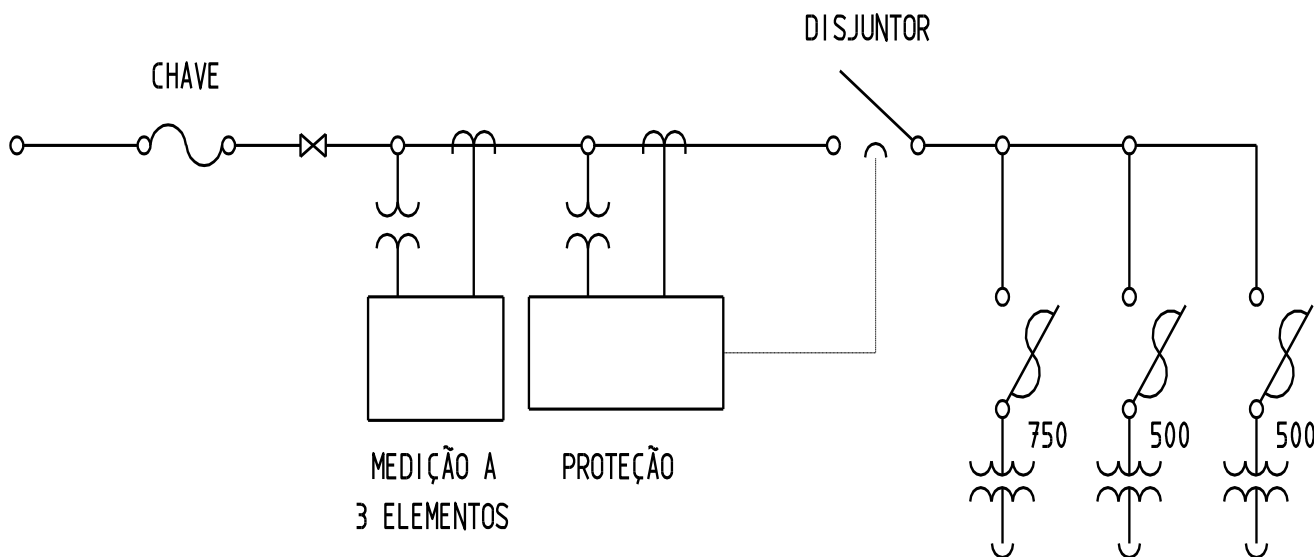 DISJUNTOR
CHAVE
750
500
500
MEDIÇÃO A
3 ELEMENTOS
PROTEÇÃO